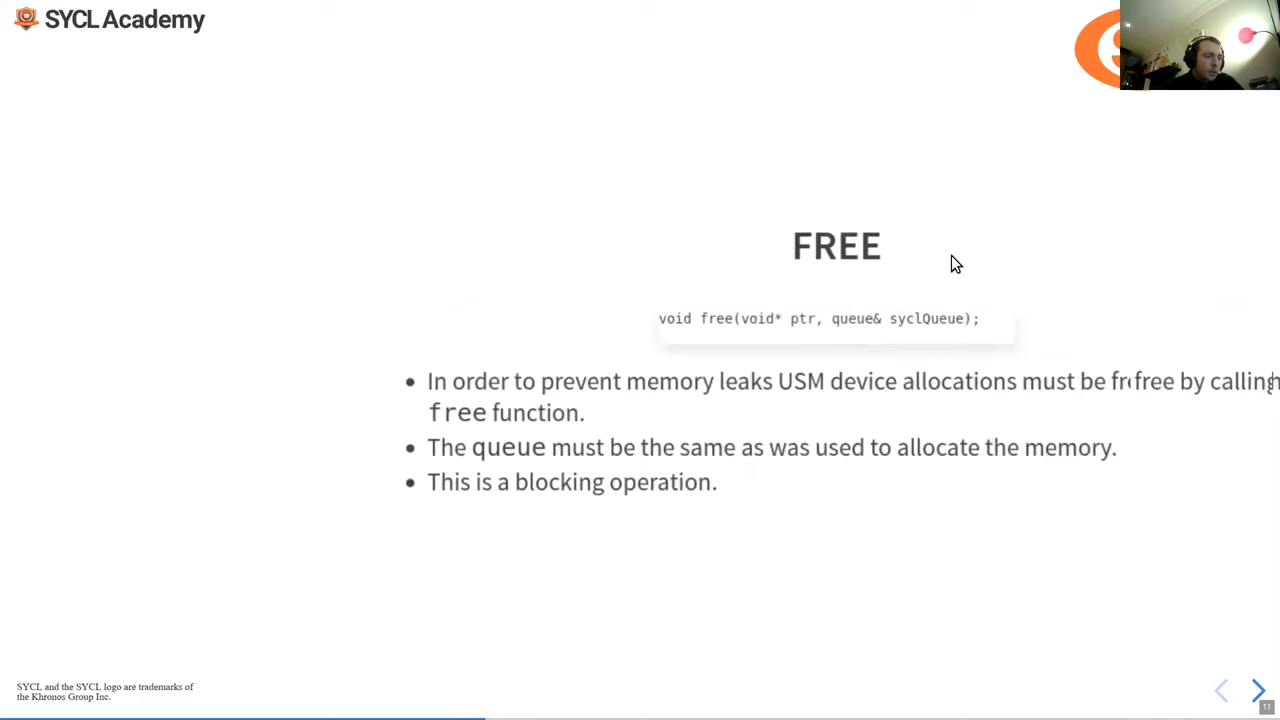 SYCL Academy
FREE
void free(void* ptr, queue& syclQueue);
• In order to prevent memory leaks USM device allocations must be free by calling
free function.
• The queue must be the same as was used to allocate the memory.
• This is a blocking operation.
SYCL and the SYCL logo are trademarks of
the Khronos Group Inc.
11